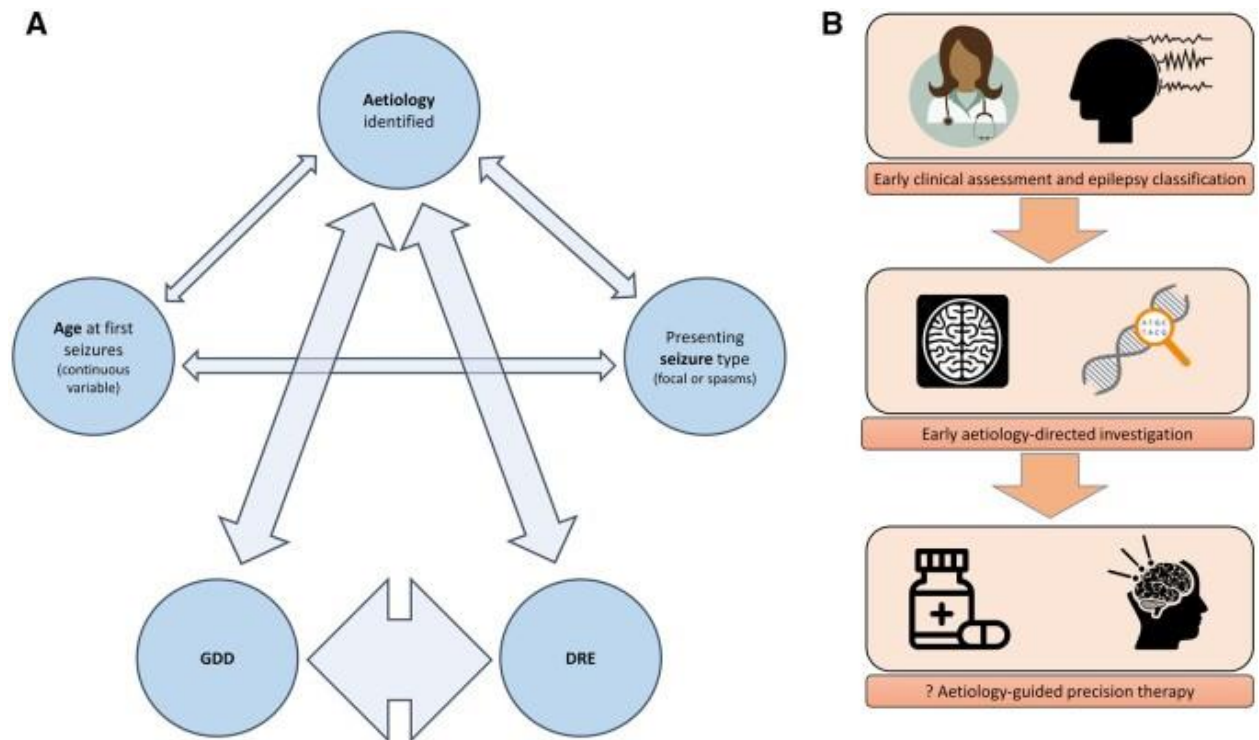 A
Aetiology
identified
Age at first
seizures
(continuous
variable)
Presenting
seizure type
(focal or spasms)
GDD
DRE
B
Early clinical assessment and epilepsy classification
Early aetiology-directed investigation
? Aetiology-guided precision therapy